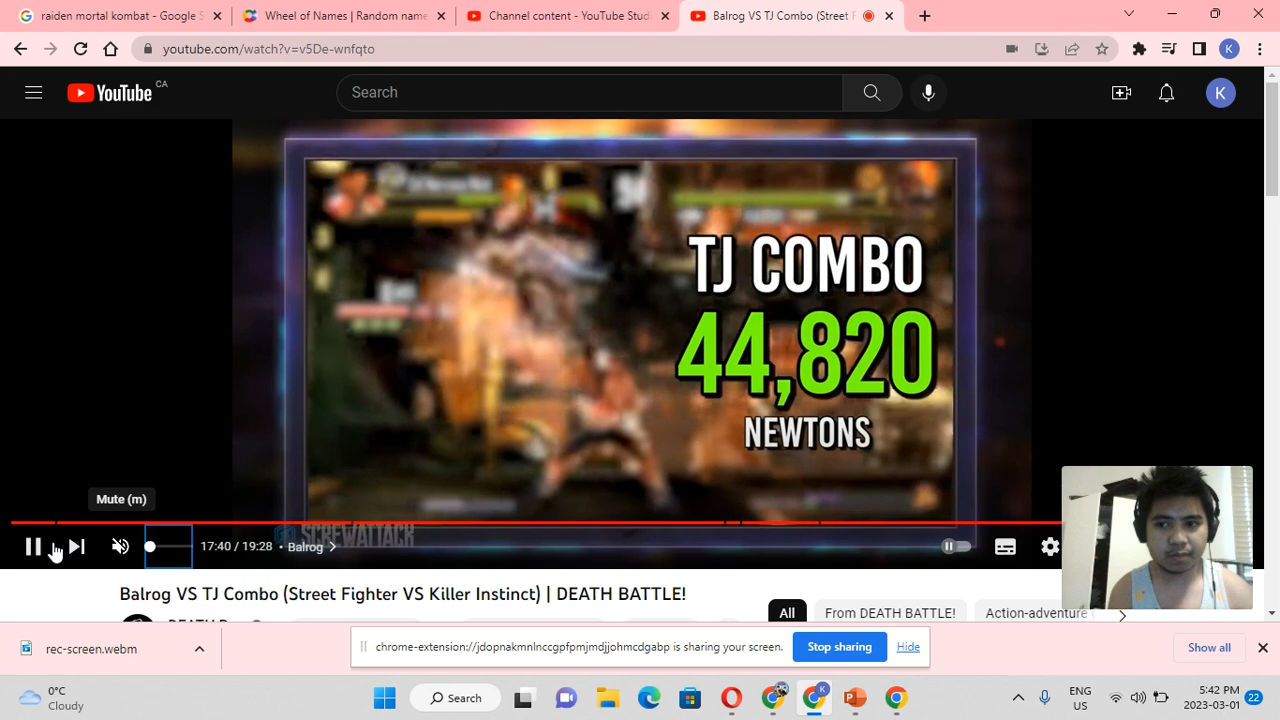 raiden mortal kombat - Google S
Wheel of Names | Random name
Channel content - YouTube Studi
Balrog VS TJ Combo (Street F
youtube.com/watch?v=v5De-wnfqto
K
YouTube CA
Search
K
TJ COMBO
44,820
NEWTONS
Mute (m)
SCREWATTACK
17:40 / 19:28 • Balrog
Balrog VS TJ Combo (Street Fighter VS Killer Instinct) | DEATH BATTLE!
All
From DEATH BATTLE!
Action-adventure
rec-screen.webm
chrome-extension://jdopnakmnlnccgpfpmjmdjjohmcdgabp is sharing your screen.
Stop sharing
Hide
Show all
0°C
Cloudy
Search
ENG
US
5:42 PM
2023-03-01
22